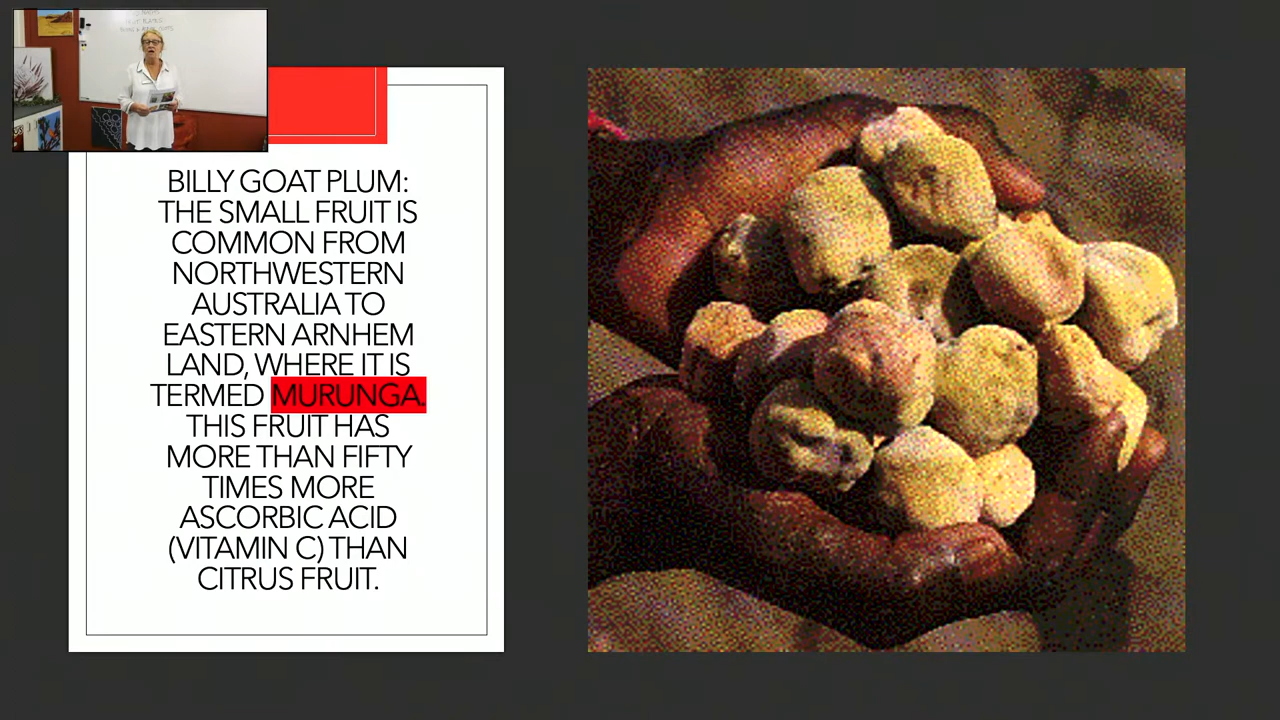 BILLY GOAT PLUM:
THE SMALL FRUIT IS
COMMON FROM
NORTHWESTERN
AUSTRALIA TO
EASTERN ARNHEM
LAND, WHERE IT IS
TERMED MURUNGA.
THIS FRUIT HAS
MORE THAN FIFTY
TIMES MORE
ASCORBIC ACID
(VITAMIN C) THAN
CITRUS FRUIT.